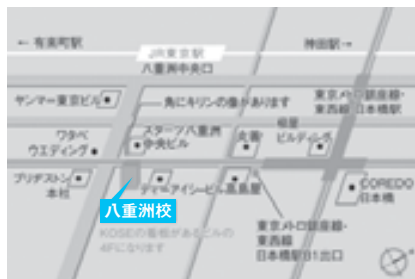 ← 有楽町駅
神田駅→
JR東京駅
八重洲中央口
ヤンマー東京ビル
角にキリンの像があります
東京メトロ銀座線・
東西線 日本橋駅
ワタベ
ウエディング
スターツ八重洲
中央ビル
丸善
柳屋
ビルディング
ブリヂストン
本社
ティーアイシービル
髙島屋
COREDO
日本橋
八重洲校
KOSEの看板があるビルの
4Fになります
東京メトロ銀座線・
東西線
日本橋駅B1出口